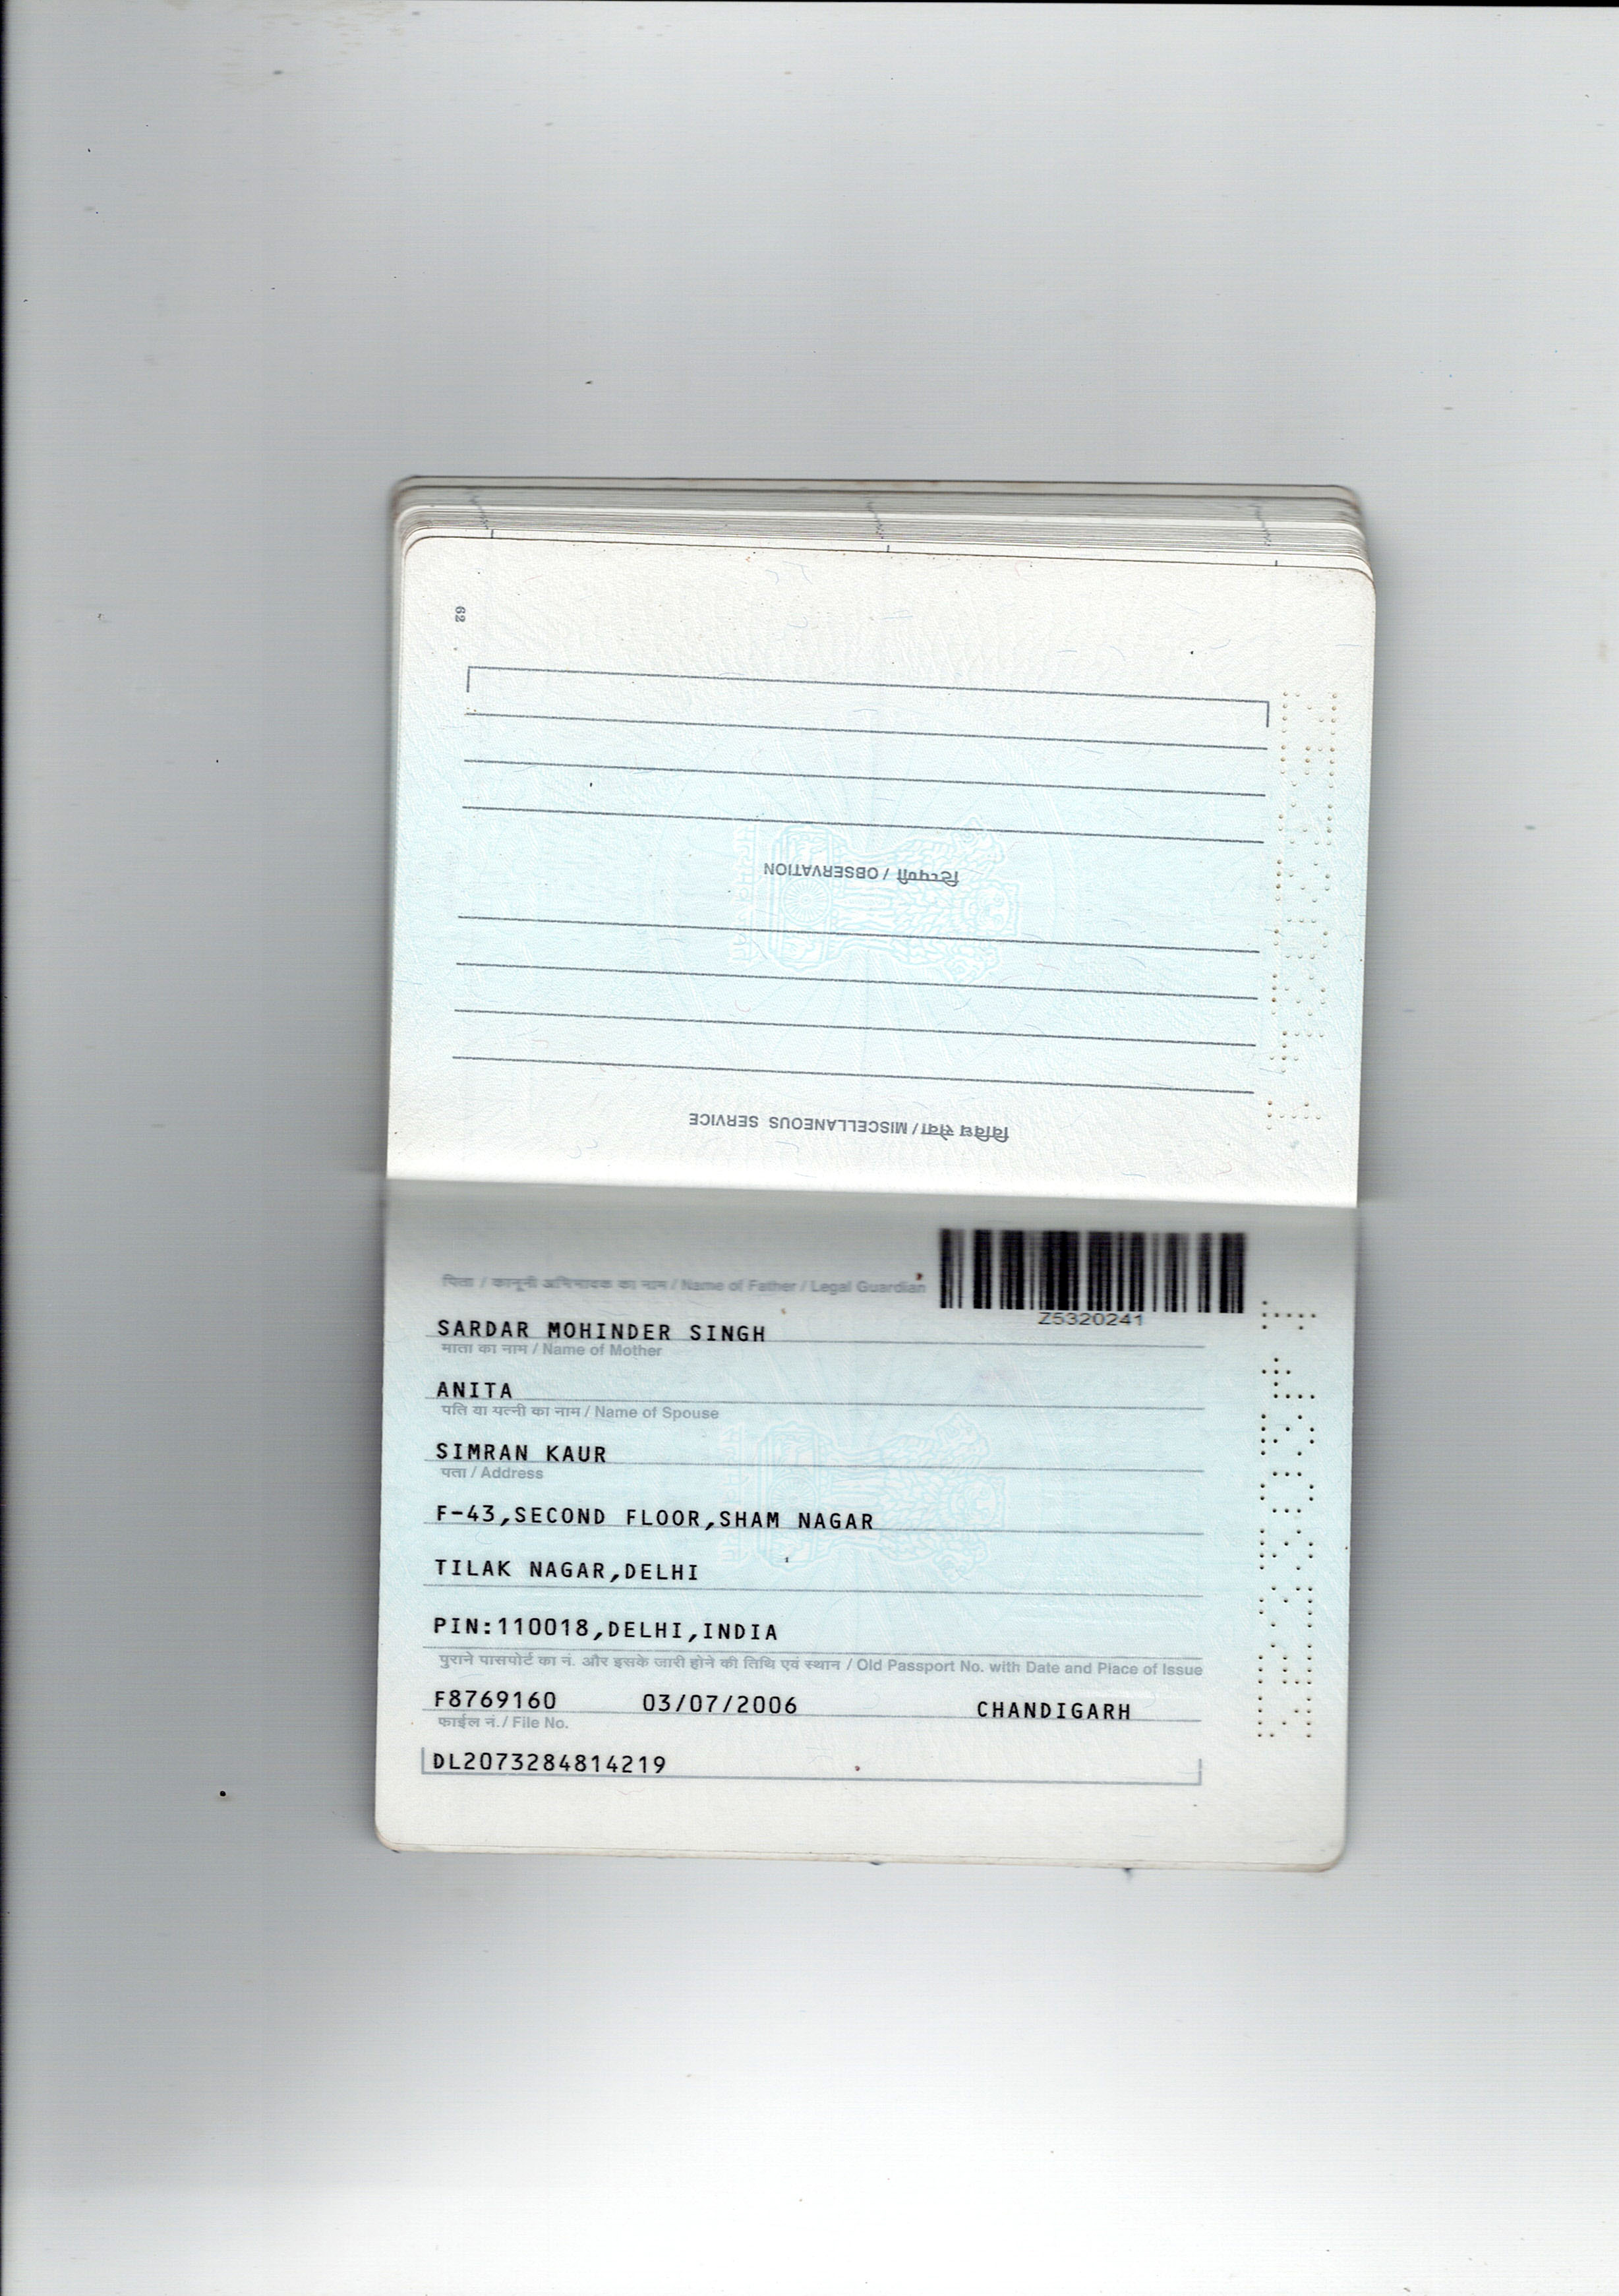 62
टिप्पणी / OBSERVATION
विविध सेवा / MISCELLANEOUS SERVICE
पिता / कानूनी अभिभावक का नाम / Name of Father / Legal Guardian
Z5320241
SARDAR MOHINDER SINGH
माता का नाम / Name of Mother
ANITA
पति या पत्नी का नाम / Name of Spouse
SIMRAN KAUR
पता / Address
F-43,SECOND FLOOR,SHAM NAGAR
TILAK NAGAR,DELHI
PIN:110018,DELHI,INDIA
पुराने पासपोर्ट का नं. और इसके जारी होने की तिथि एवं स्थान / Old Passport No. with Date and Place of Issue
F8769160 03/07/2006 CHANDIGARH
फाईल नं./ File No.
DL2073284814219